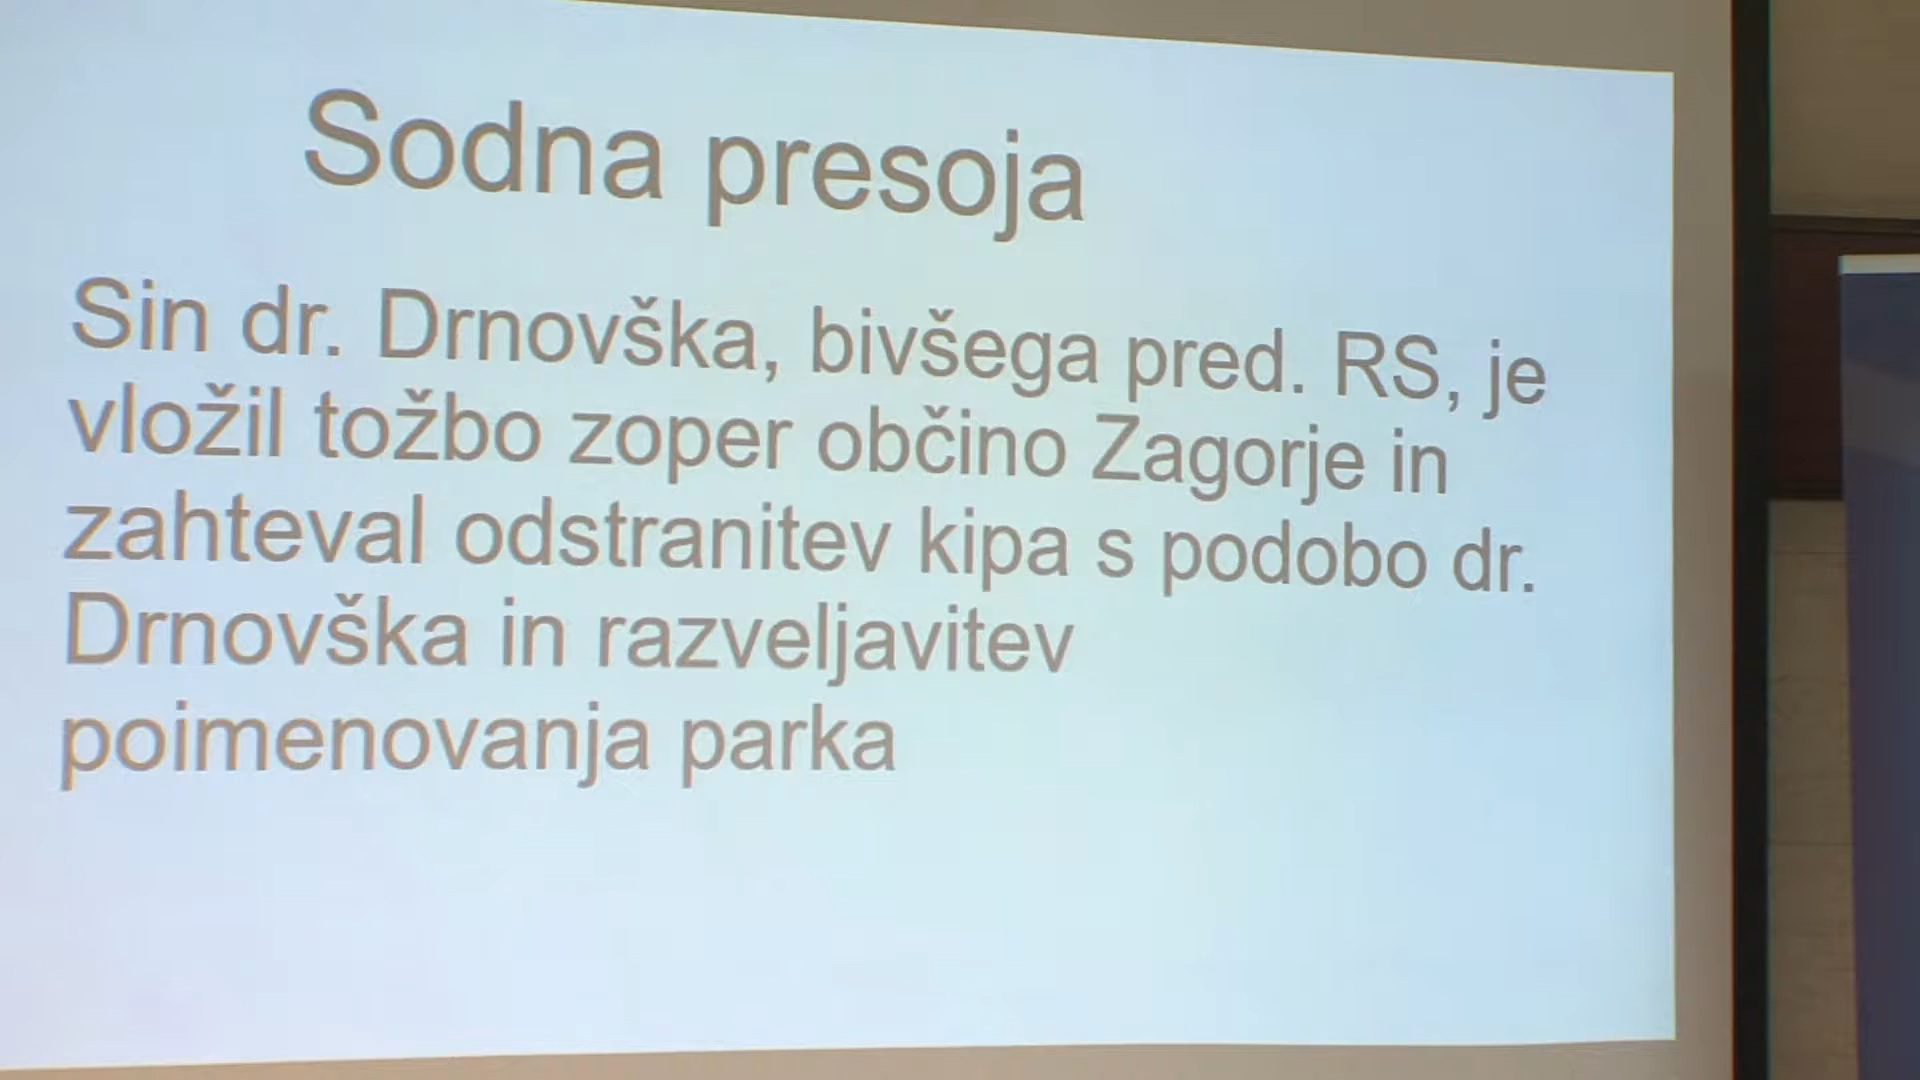 Sodna presoja
Sin dr. Drnovška, bivšega pred. RS, je
vložil tožbo zoper občino Zagorje in
zahteval odstranitev kipa s podobo dr.
Drnovška in razveljavitev
poimenovanja parka